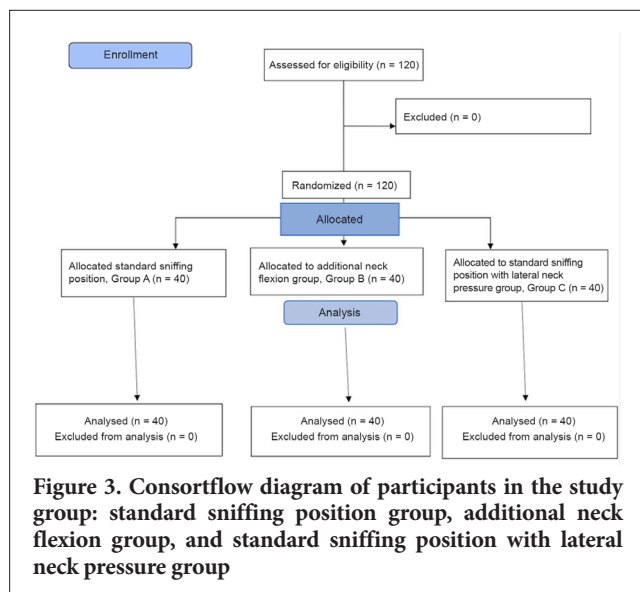 Enrollment
Assessed for eligibility (n = 120)
Excluded (n = 0)
Randomized (n = 120)
Allocated
Allocated standard sniffing
position, Group A (n = 40)
Allocated to additional neck
flexion group, Group B (n = 40)
Allocated to standard sniffing
position with lateral neck
pressure group, Group C (n = 40)
Analysis
Analysed (n = 40)
Excluded from analysis (n = 0)
Analysed (n = 40)
Excluded from analysis (n = 0)
Analysed (n = 40)
Excluded from analysis (n = 0)
Figure 3. Consortflow diagram of participants in the study
group: standard sniffing position group, additional neck
flexion group, and standard sniffing position with lateral
neck pressure group